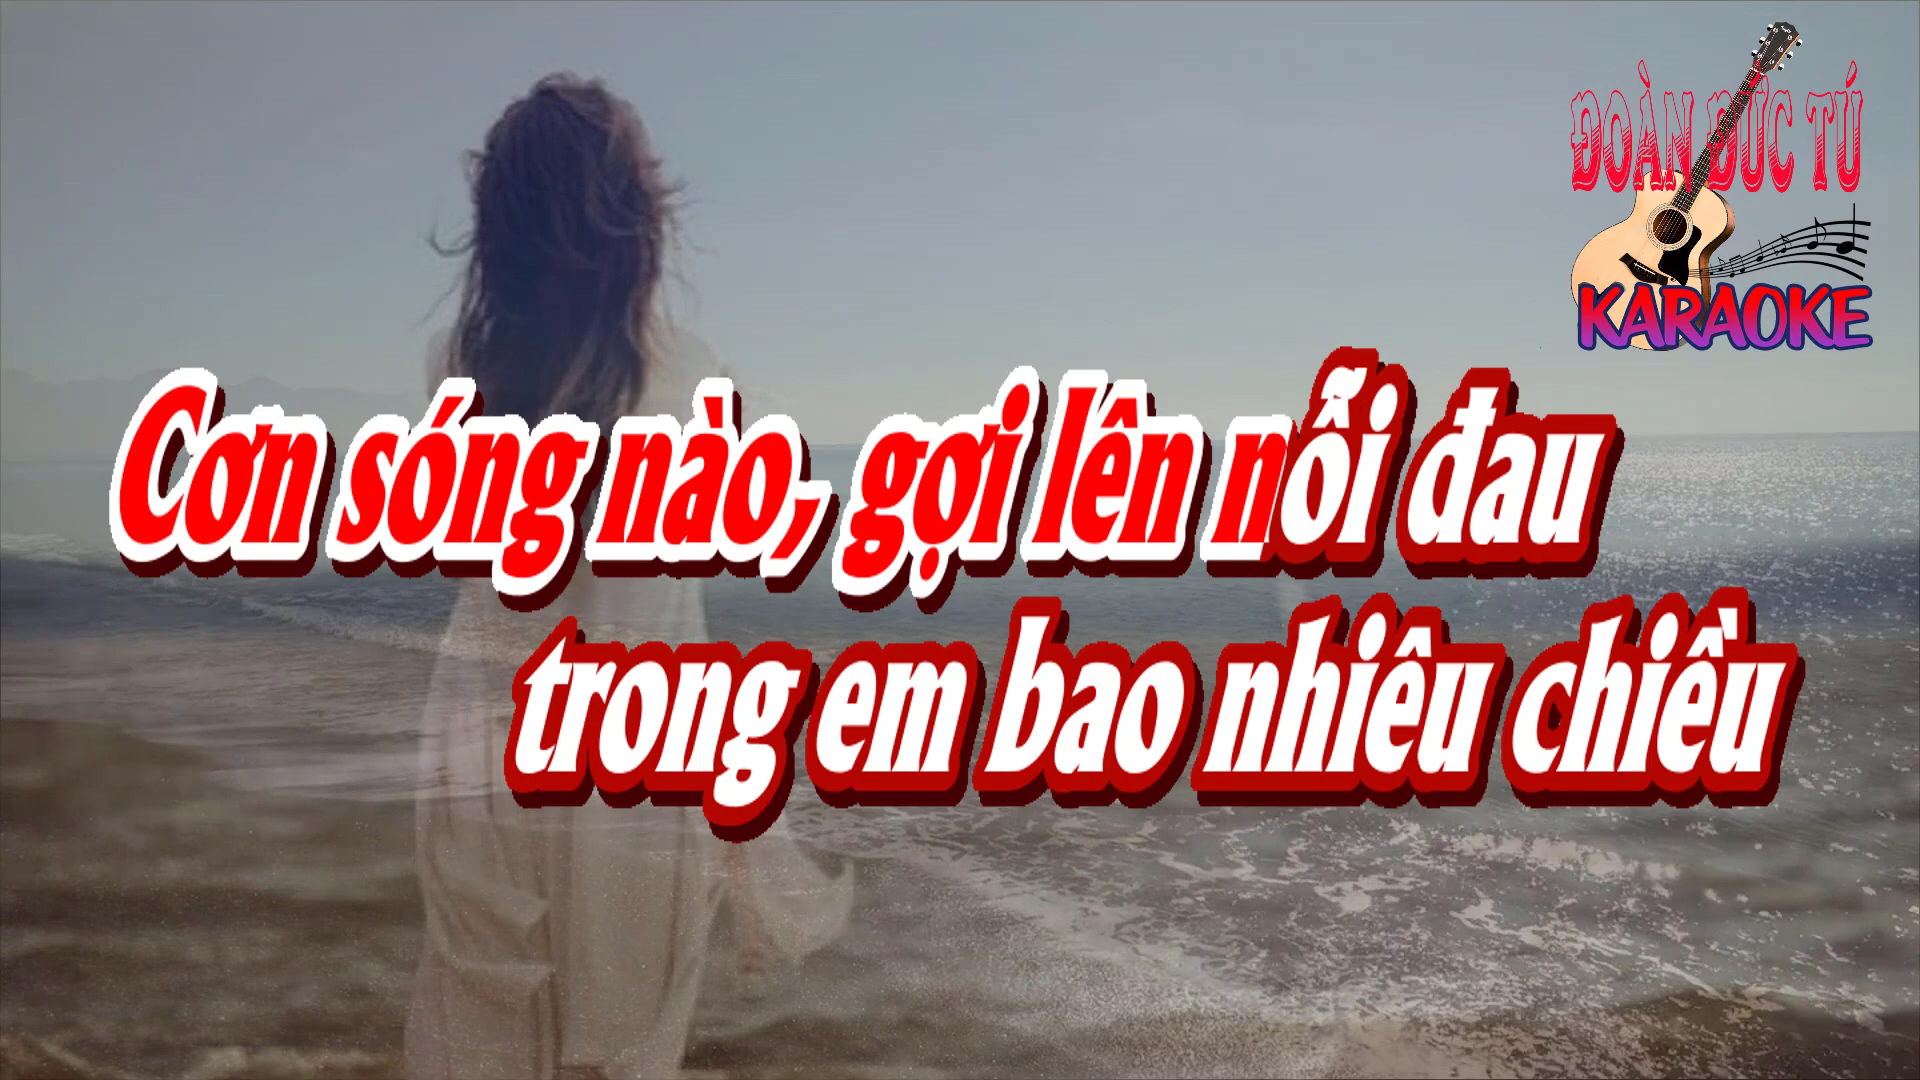 ĐOÀN ĐỨC TÚ
KARAOKE
Cơn sóng nào, gợi lên nỗi đau
trong em bao nhiêu chiều